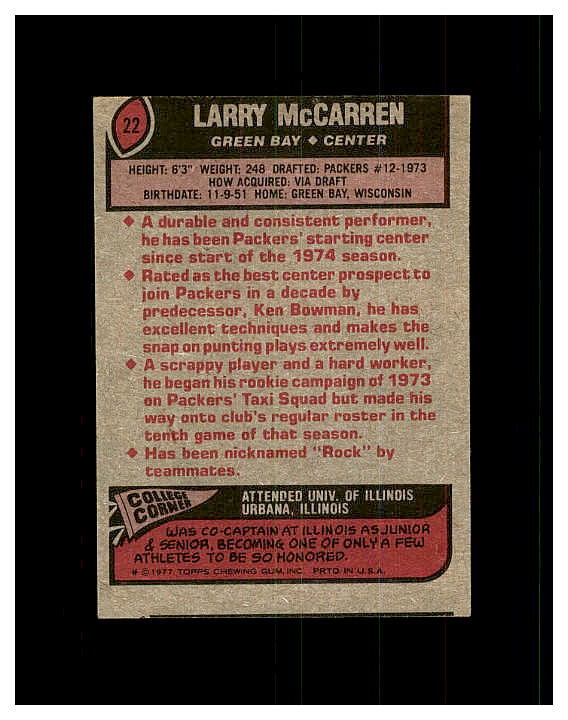 22
LARRY McCARREN
GREEN BAY ◆ CENTER
HEIGHT: 6'3" WEIGHT: 248 DRAFTED: PACKERS #12-1973
HOW ACQUIRED: VIA DRAFT
BIRTHDATE: 11-9-51 HOME: GREEN BAY, WISCONSIN
◆ A durable and consistent performer,
he has been Packers' starting center
since start of the 1974 season.
◆ Rated as the best center prospect to
join Packers in a decade by
predecessor, Ken Bowman, he has
excellent techniques and makes the
snap on punting plays extremely well.
◆ A scrappy player and a hard worker,
he began his rookie campaign of 1973
on Packers' Taxi Squad but made his
way onto club's regular roster in the
tenth game of that season.
◆ Has been nicknamed "Rock" by
teammates.
COLLEGE
CORNER
ATTENDED UNIV. OF ILLINOIS
URBANA, ILLINOIS
WAS CO-CAPTAIN AT ILLINOIS AS JUNIOR
& SENIOR, BECOMING ONE OF ONLY A FEW
ATHLETES TO BE SO HONORED.
* © 1977 TOPPS CHEWING GUM, INC. PRTD IN U.S.A.